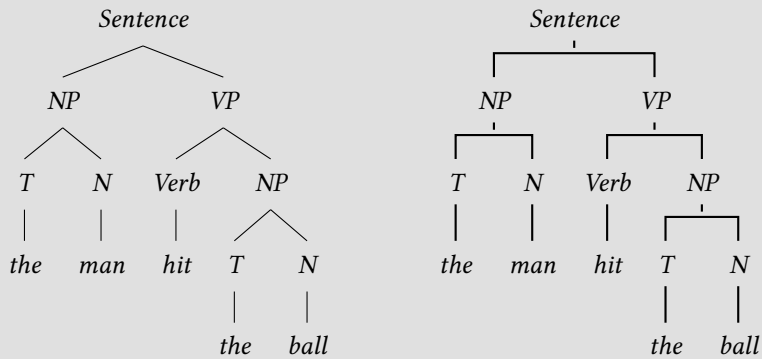 Sentence Sentence
NP VP NP VP
T N Verb NP T N Verb NP
the man hit T N the man hit T N
the ball the ball